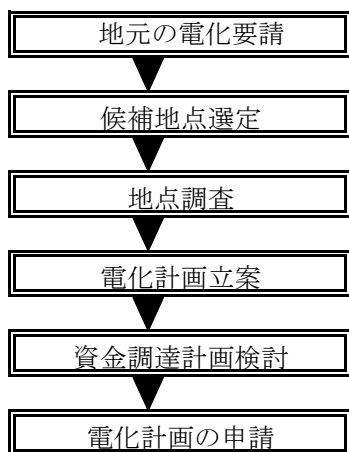 地元の電化要請
候補地点選定
地点調査
電化計画立案
資金調達計画検討
電化計画の申請